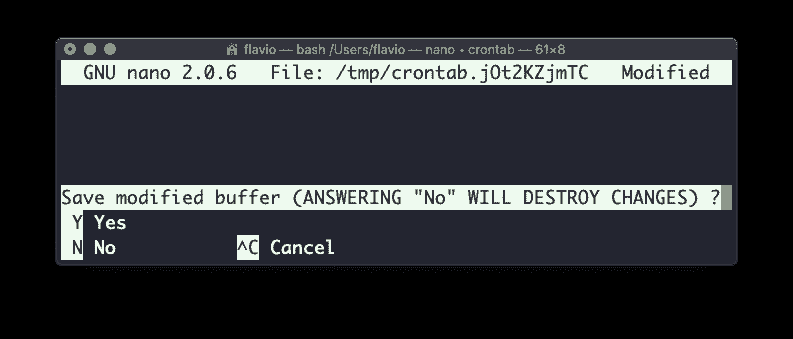 flavio — bash /Users/flavio — nano • crontab — 61×8
GNU nano 2.0.6 File: /tmp/crontab.jOt2KZjmTC Modified
Save modified buffer (ANSWERING "No" WILL DESTROY CHANGES) ?
Y Yes
N No ^C Cancel